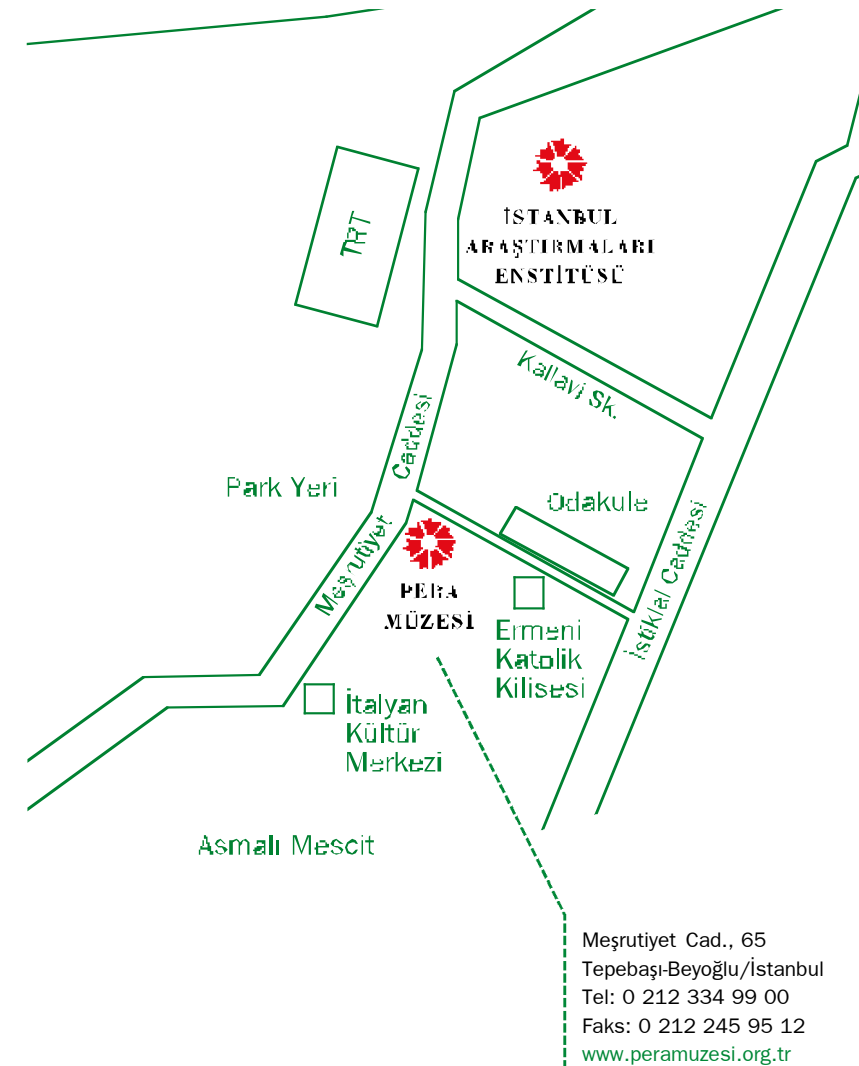 TRT
İSTANBUL
ARAŞTIRMALARI
ENSTİTÜSÜ
Kallavi Sk.
Meşrutiyet Caddesi
Park Yeri
Odakule
İstiklal Caddesi
PERA
MÜZESİ
Ermeni
Katolik
Kilisesi
İtalyan
Kültür
Merkezi
Asmalı Mescit
Meşrutiyet Cad., 65
Tepebaşı-Beyoğlu/İstanbul
Tel: 0 212 334 99 00
Faks: 0 212 245 95 12
www.peramuzesi.org.tr